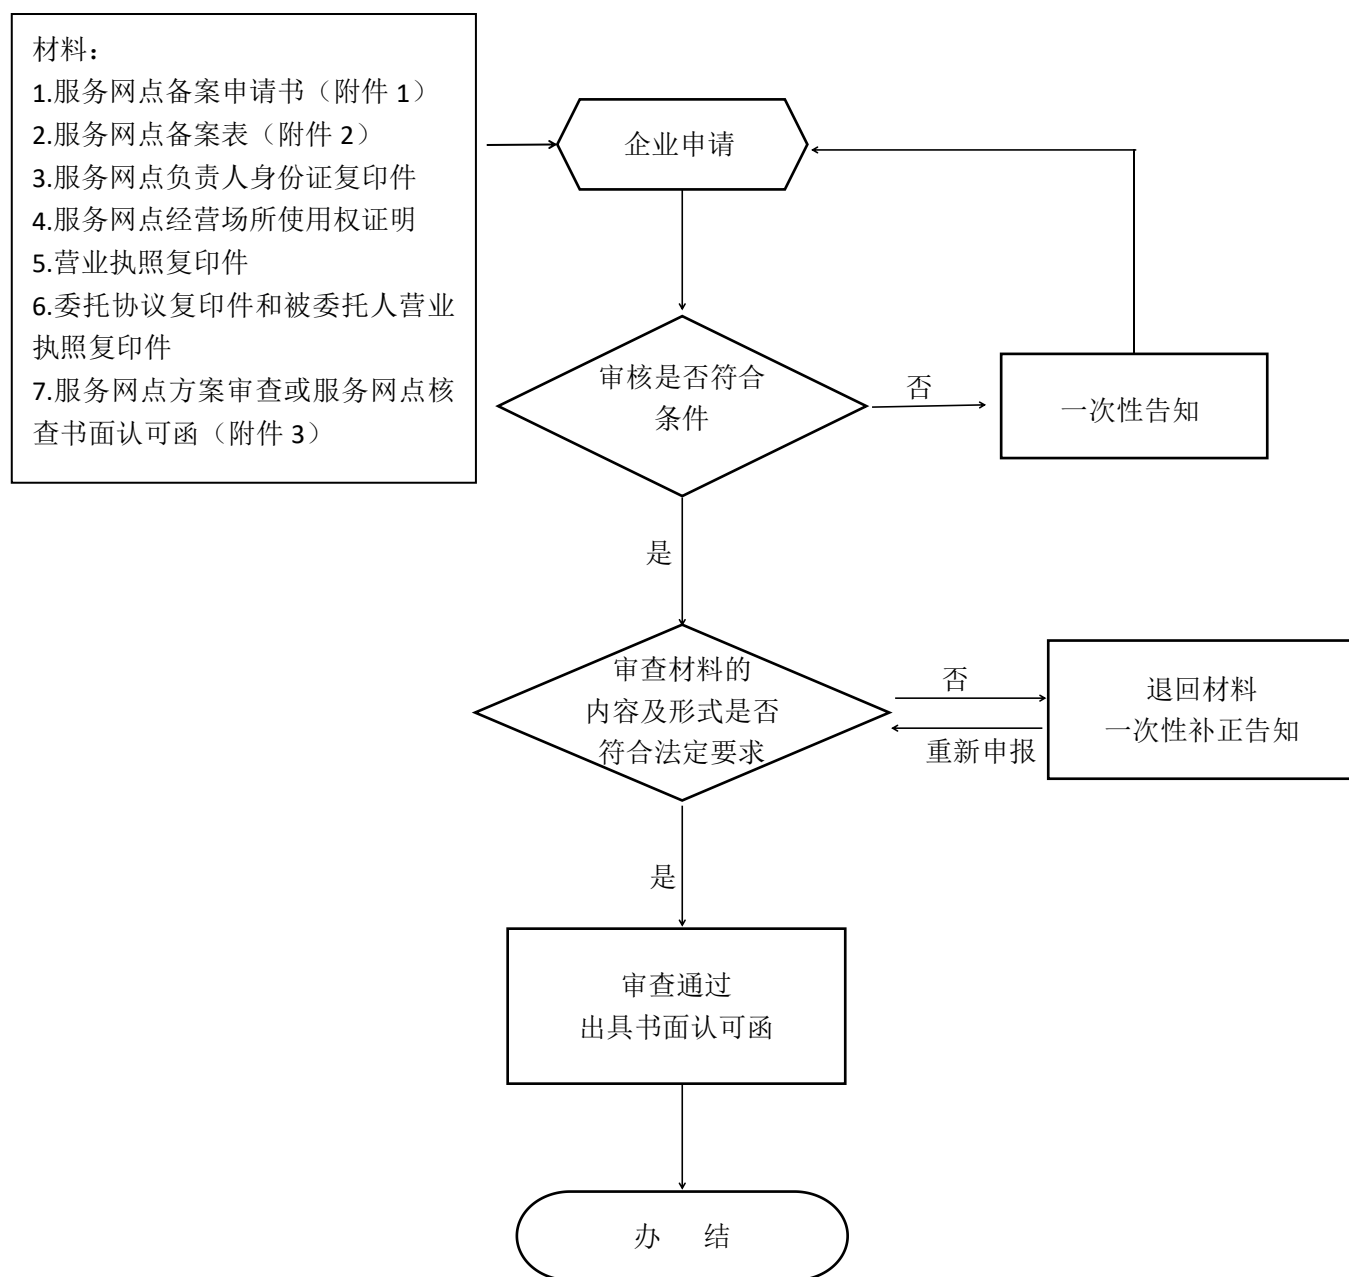 材料：
1.服务网点备案申请书（附件 1）
2.服务网点备案表（附件 2）
3.服务网点负责人身份证复印件
4.服务网点经营场所使用权证明
5.营业执照复印件
6.委托协议复印件和被委托人营业
执照复印件
7.服务网点方案审查或服务网点核
查书面认可函（附件 3）
企业申请
审核是否符合
条件
否
一次性告知
是
审查材料的
内容及形式是否
符合法定要求
否
重新申报
退回材料
一次性补正告知
是
审查通过
出具书面认可函
办 结